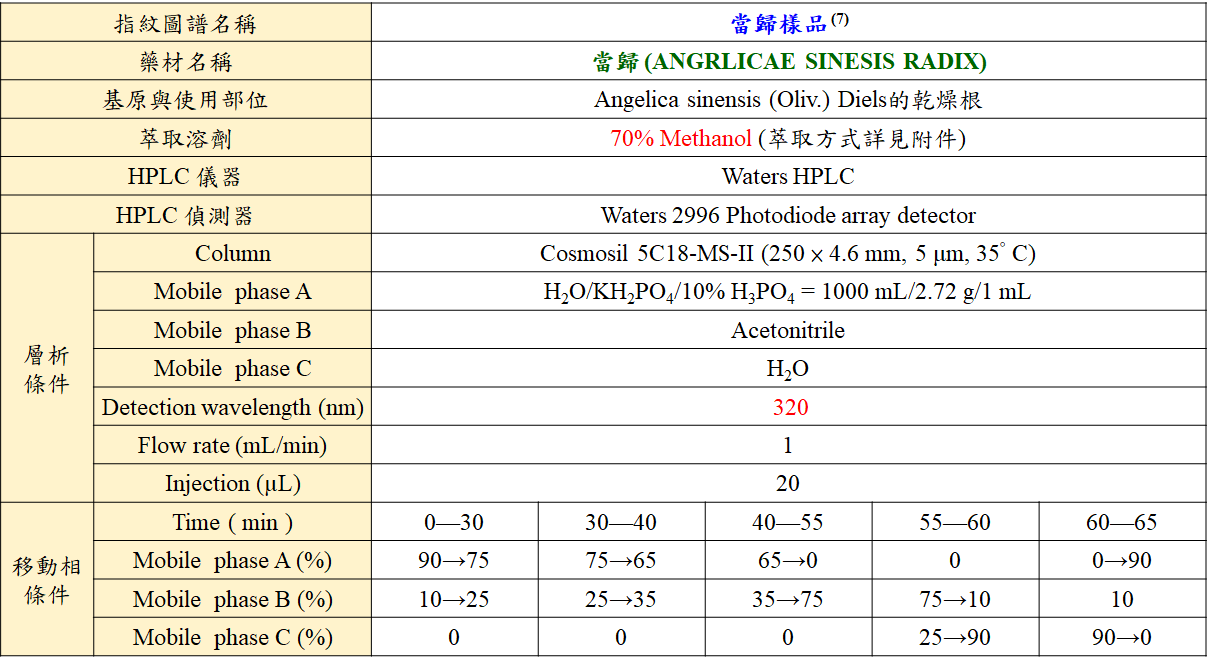 指紋圖譜名稱 當歸樣品(7)
藥材名稱 當歸 (ANGRLICAE SINESIS RADIX)
基原與使用部位 Angelica sinensis (Oliv.) Diels的乾燥根
萃取溶劑 70% Methanol (萃取方式詳見附件)
HPLC 儀器 Waters HPLC
HPLC 偵測器 Waters 2996 Photodiode array detector
層析
條件
Column Cosmosil 5C18-MS-II (250 x 4.6 mm, 5 μm, 35° C)
Mobile phase A H2O/KH2PO4/10% H3PO4 = 1000 mL/2.72 g/1 mL
Mobile phase B Acetonitrile
Mobile phase C H2O
Detection wavelength (nm) 320
Flow rate (mL/min) 1
Injection (μL) 20
移動相
條件
Time ( min ) 0—30 30—40 40—55 55—60 60—65
Mobile phase A (%) 90→75 75→65 65→0 0 0→90
Mobile phase B (%) 10→25 25→35 35→75 75→10 10
Mobile phase C (%) 0 0 0 25→90 90→0